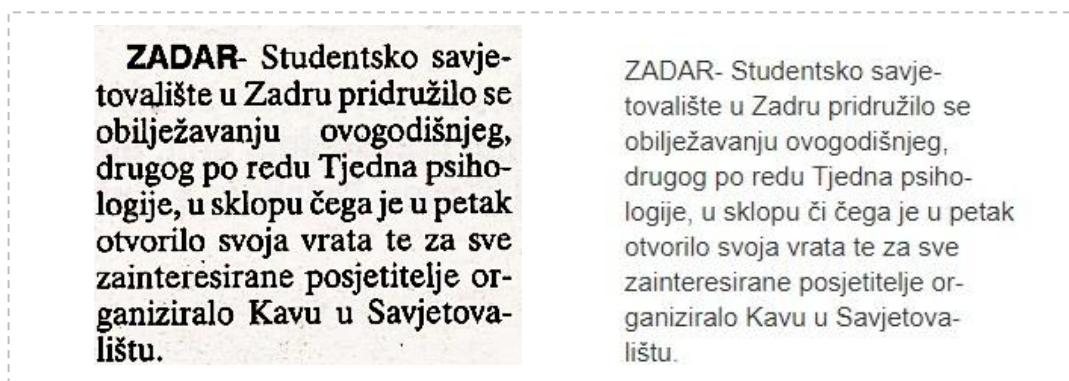 ZADAR- Studentsko savje-
tovalište u Zadru pridružilo se
obilježavanju ovogodišnjeg,
drugog po redu Tjedna psiho-
logije, u sklopu čega je u petak
otvorilo svoja vrata te za sve
zainteresirane posjetitelje or-
ganiziralo Kavu u Savjetova-
lištu.
ZADAR- Studentsko savje-
tovalište u Zadru pridružilo se
obilježavanju ovogodišnjeg,
drugog po redu Tjedna psiho-
logije, u sklopu či čega je u petak
otvorilo svoja vrata te za sve
zainteresirane posjetitelje or-
ganiziralo Kavu u Savjetova-
lištu.